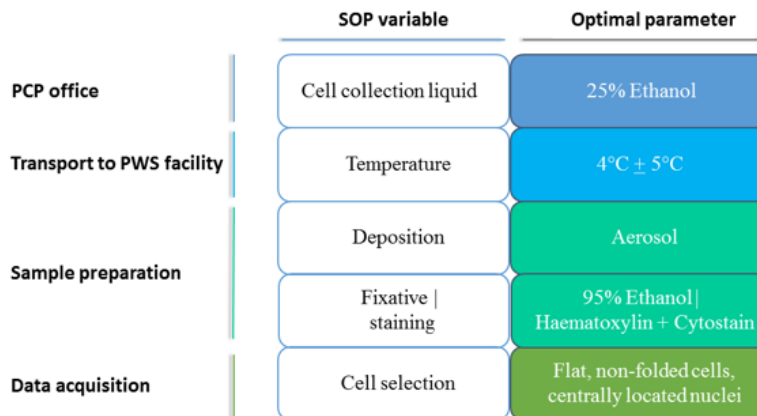 SOP variable
Optimal parameter
PCP office
Cell collection liquid
25% Ethanol
Transport to PWS facility
Temperature
4°C ± 5°C
Sample preparation
Deposition
Aerosol
Fixative |
staining
95% Ethanol|
Haematoxylin + Cytostain
Data acquisition
Cell selection
Flat, non-folded cells,
centrally located nuclei